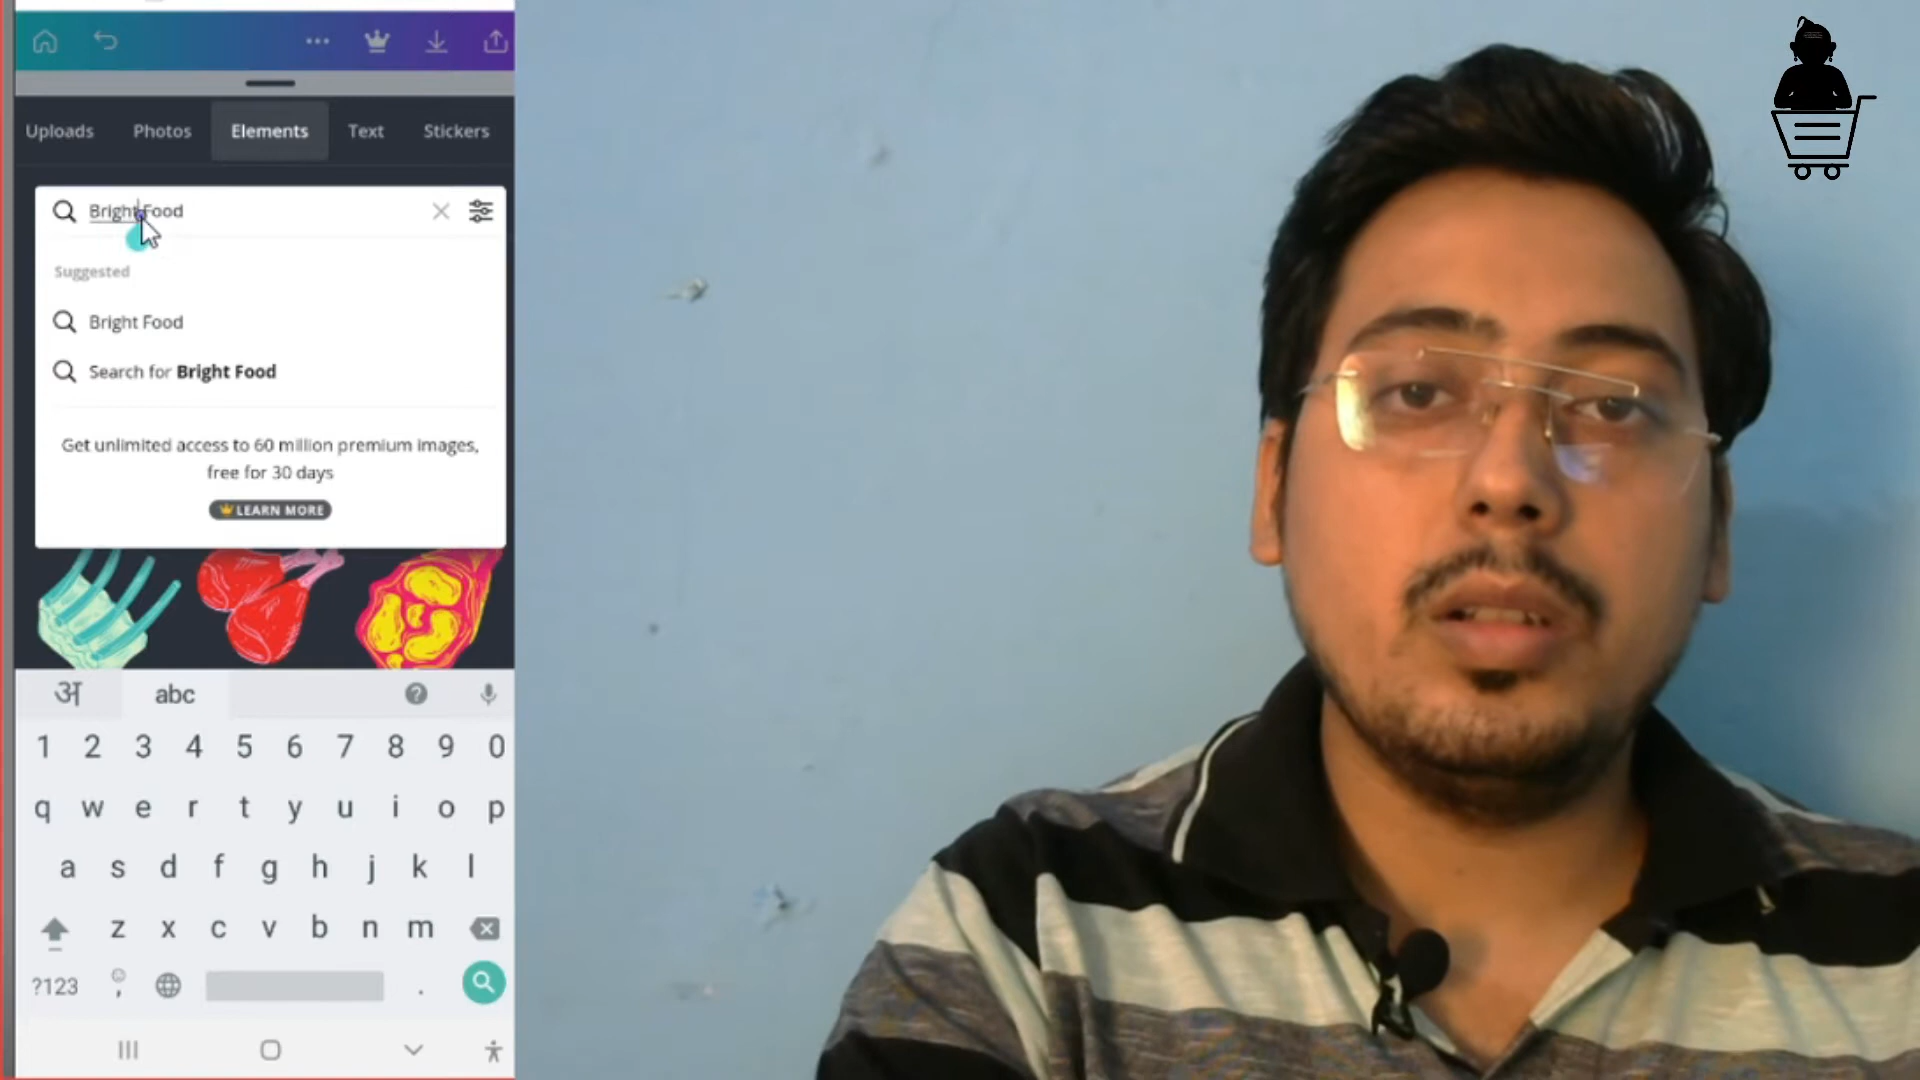 Uploads Photos Elements Text Stickers
Bright Food
Suggested
Bright Food
Search for Bright Food
Get unlimited access to 60 million premium images,
free for 30 days
LEARN MORE
अ abc
1 2 3 4 5 6 7 8 9 0
q w e r t y u i o p
a s d f g h j k l
z x c v b n m
?123 , .